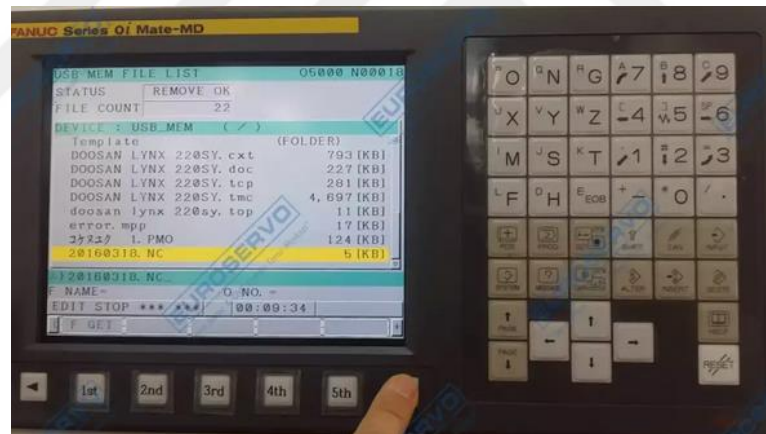 FANUC Series 0i Mate-MD
USB MEM FILE LIST O5000 N00018
STATUS REMOVE OK
FILE COUNT 22
DEVICE : USB_MEM ( / )
Template (FOLDER)
DOOSAN LYNX 220SY. cxt 793 [KB]
DOOSAN LYNX 220SY. doc 227 [KB]
DOOSAN LYNX 220SY. tcp 281 [KB]
DOOSAN LYNX 220SY. tmc 4, 697 [KB]
doosan lynx 220sy. top 11 [KB]
error. mpp 17 [KB]
1. PMO 124 [KB]
20160318. NC 5 [KB]
20160318. NC_
F NAME= O NO. =
EDIT STOP *** *** 00:09:34
F GET
1st 2nd 3rd 4th 5th
O N G 7 8 9
X Y Z 4 5 6
M S T 1 2 3
L F D H E EOB + - * 0 / .
POS PROG SHIFT CAN INPUT
SYSTEM MESSAGE ALTER INSERT DELETE
PAGE HELP
PAGE RESET
EUROSERVO